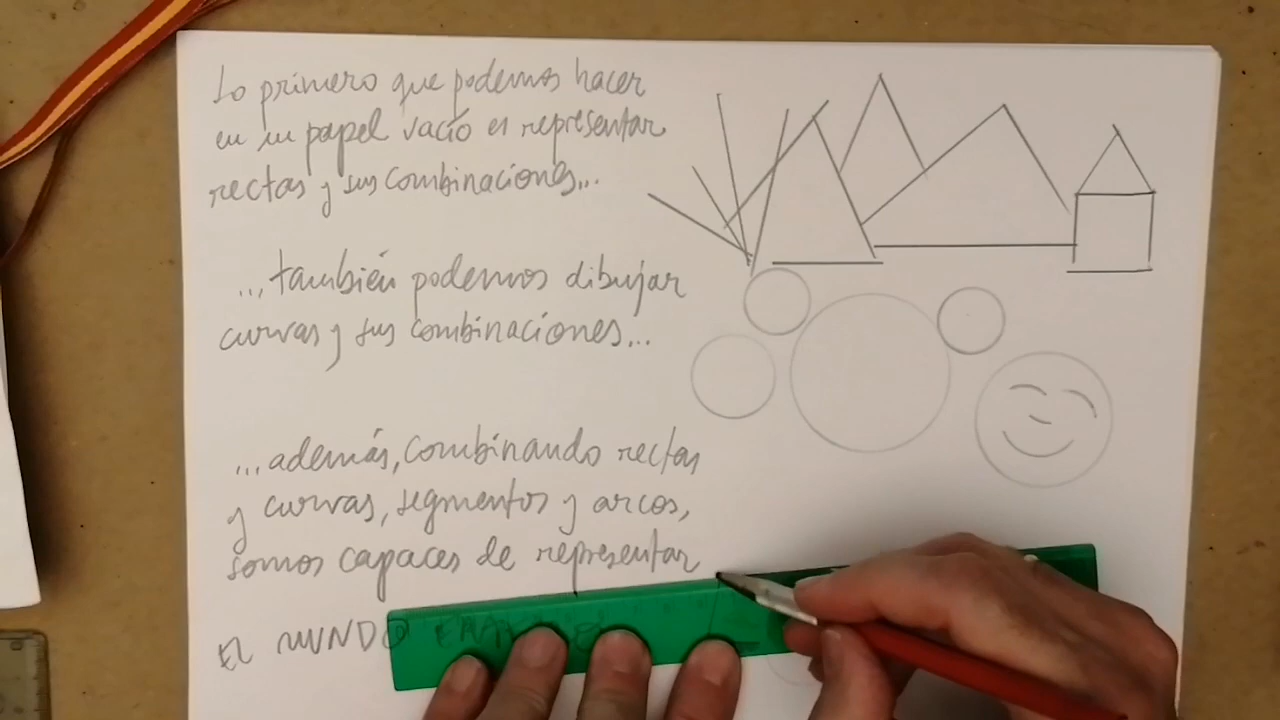 Lo primero que podemos hacer
en un papel vacío es representar
rectas y sus combinaciones...
...también podemos dibujar
curvas y sus combinaciones...
...además, combinando rectas
y curvas, segmentos y arcos,
somos capaces de representar
EL MUNDO